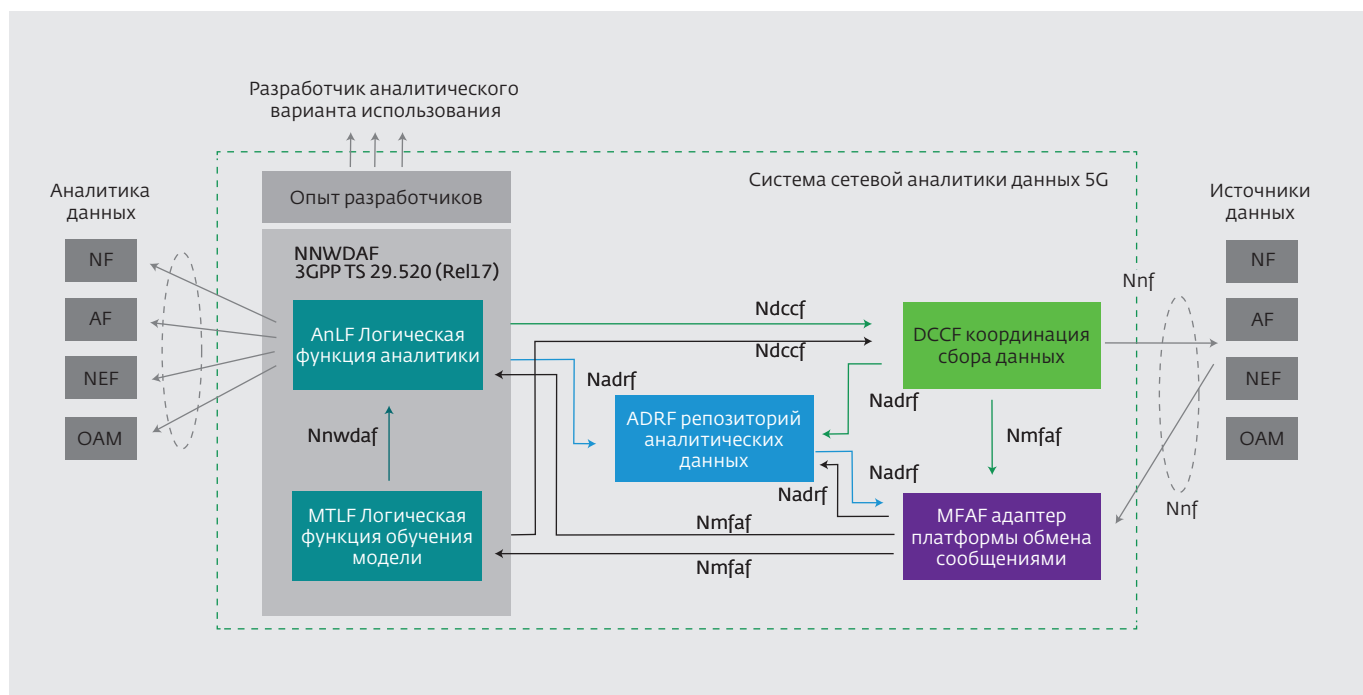 Разработчик аналитического
варианта использования
Система сетевой аналитики данных 5G
Аналитика
данных
NF
AF
NEF
OAM
Опыт разработчиков
NNWDAF
3GPP TS 29.520 (Rel17)
AnLF Логическая
функция аналитики
Nnwdaf
MTLF Логическая
функция обучения
модели
Ndccf
Ndccf
Nadrf
ADRF репозиторий
аналитических
данных
Nadrf
Nadrf
Nadrf
Nmfaf
Nmfaf
DCCF координация
сбора данных
Nmfaf
MFAF адаптер
платформы обмена
сообщениями
Nnf
Nnf
Источники
данных
NF
AF
NEF
OAM